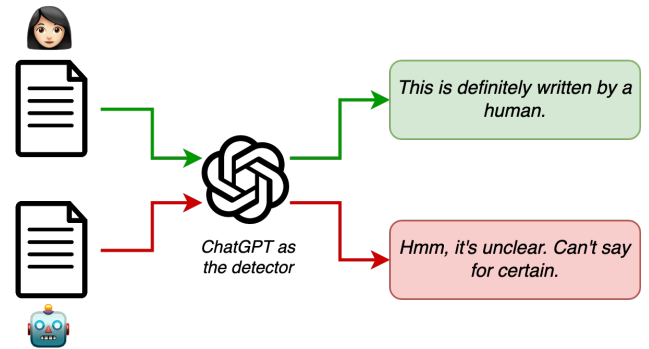 This is definitely written by a
human.
ChatGPT as
the detector
Hmm, it's unclear. Can't say
for certain.